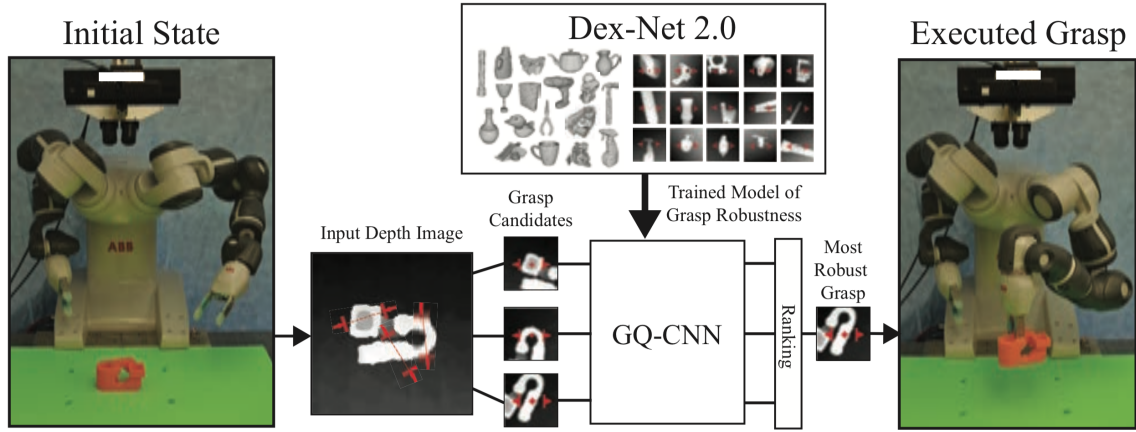 Initial State
Dex-Net 2.0
Executed Grasp
Trained Model of
Grasp Robustness
Grasp
Candidates
Input Depth Image
Most
Robust
Grasp
GQ-CNN
Ranking
ABB